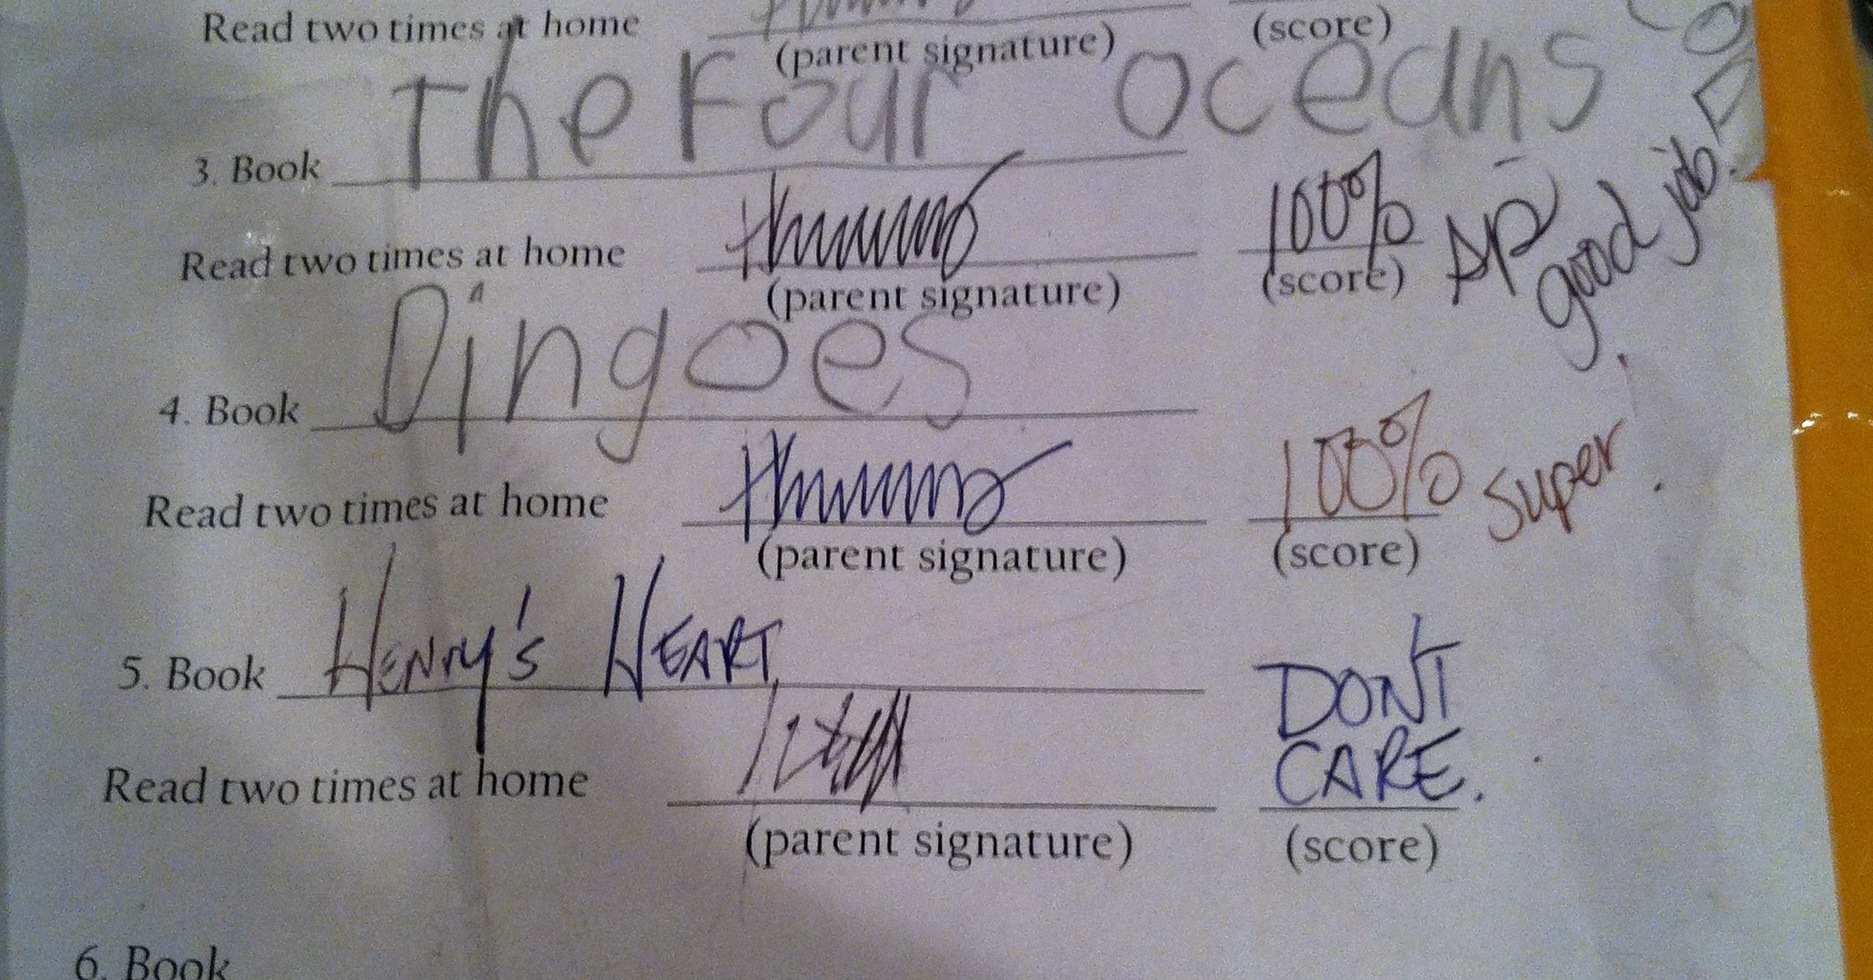 Read two times at home
(parent signature) (score)
3. Book The Four Oceans
Read two times at home 100%
(parent signature) (score)
good job.
4. Book Dingoes
Read two times at home 100% Super!
(parent signature) (score)
5. Book HENRY'S HEART
Read two times at home DON'T CARE.
(parent signature) (score)
6. Book